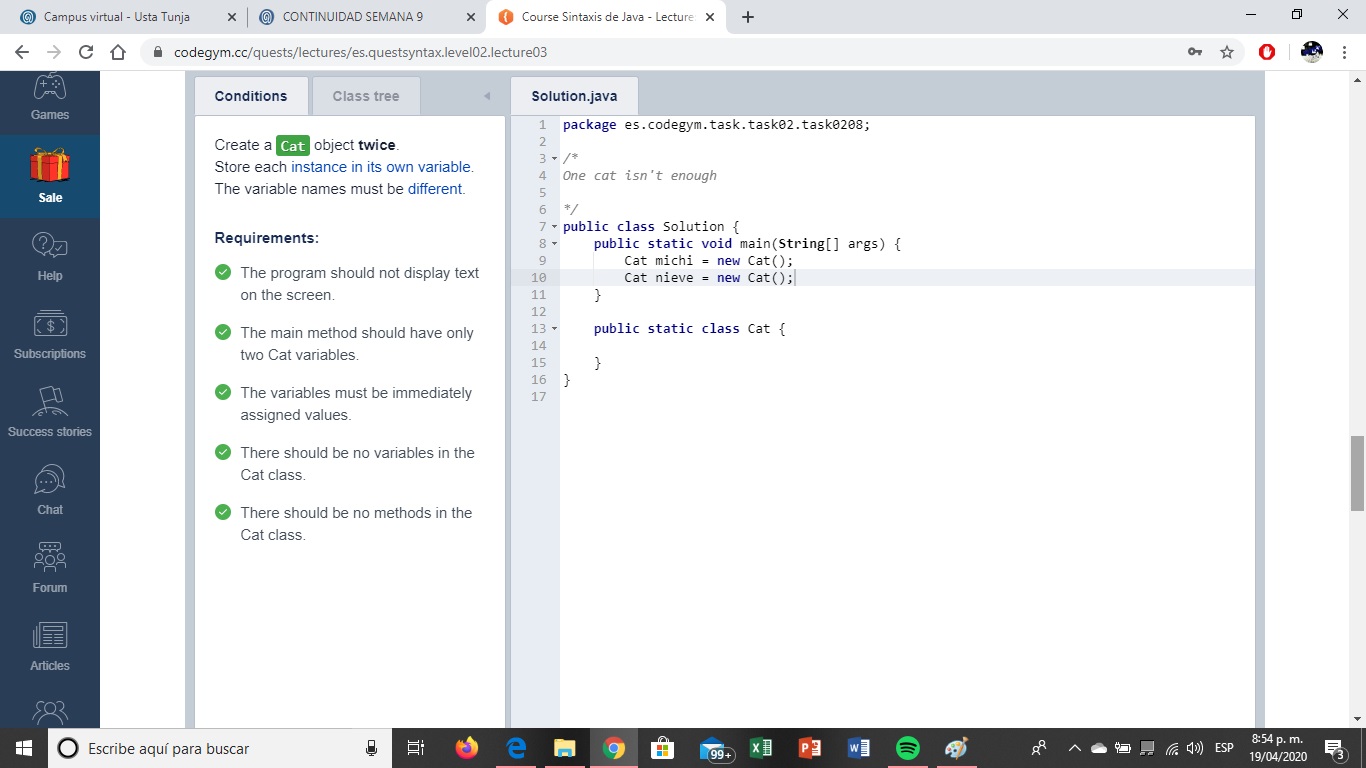 Campus virtual - Usta Tunja
CONTINUIDAD SEMANA 9
Course Sintaxis de Java - Lecture
codegym.cc/quests/lectures/es.questsyntax.level02.lecture03
Games
Sale
Help
Subscriptions
Success stories
Chat
Forum
Articles
Conditions
Class tree
Create a Cat object twice.
Store each instance in its own variable.
The variable names must be different.
Requirements:
The program should not display text
on the screen.
The main method should have only
two Cat variables.
The variables must be immediately
assigned values.
There should be no variables in the
Cat class.
There should be no methods in the
Cat class.
Solution.java
1 package es.codegym.task.task02.task0208;
2
3 /*
4 One cat isn't enough
5
6 */
7 public class Solution {
8 public static void main(String[] args) {
9 Cat michi = new Cat();
10 Cat nieve = new Cat();
11 }
12
13 public static class Cat {
14
15 }
16 }
17
Escribe aquí para buscar
99+
ESP
8:54 p. m.
19/04/2020
3